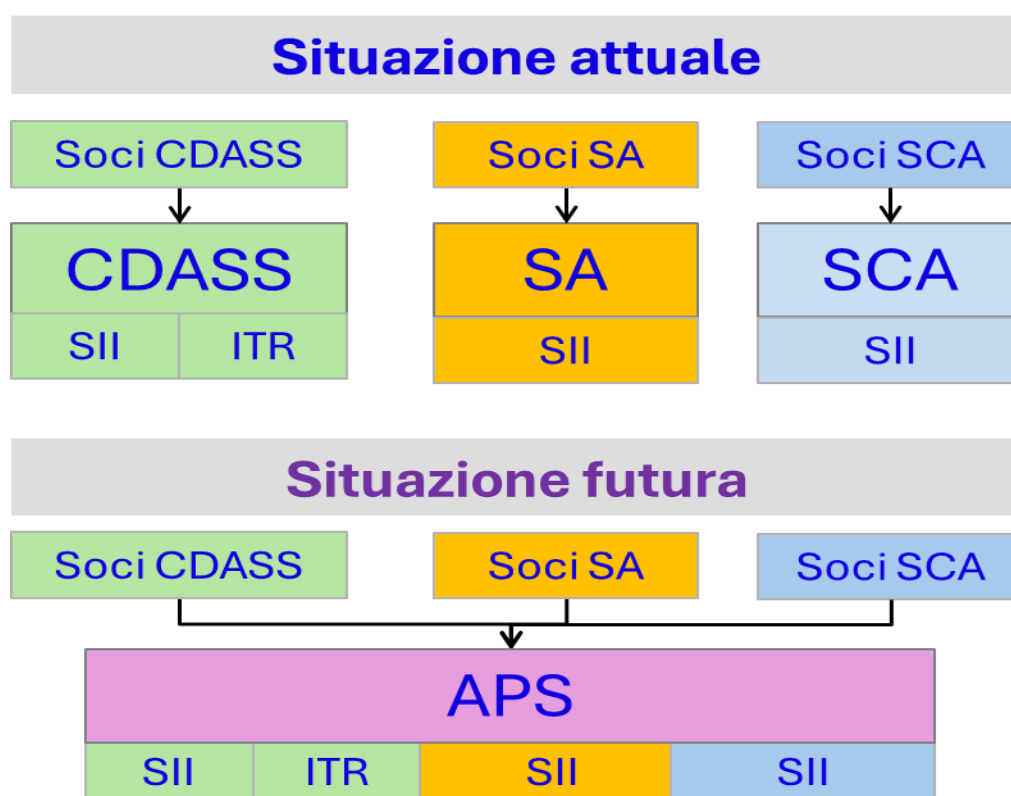 Situazione attuale
Soci CDASS Soci SA Soci SCA
CDASS SA SCA
SII ITR SII SII
Situazione futura
Soci CDASS Soci SA Soci SCA
APS
SII ITR SII SII